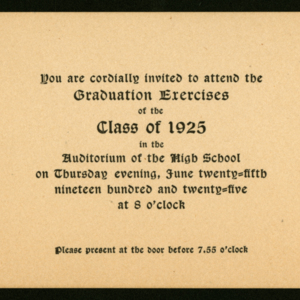 You are cordially invited to attend the
Graduation Exercises
of the
Class of 1925
in the
Auditorium of the High School
on Thursday evening, June twenty-fifth
nineteen hundred and twenty-five
at 8 o'clock
Please present at the door before 7.55 o'clock